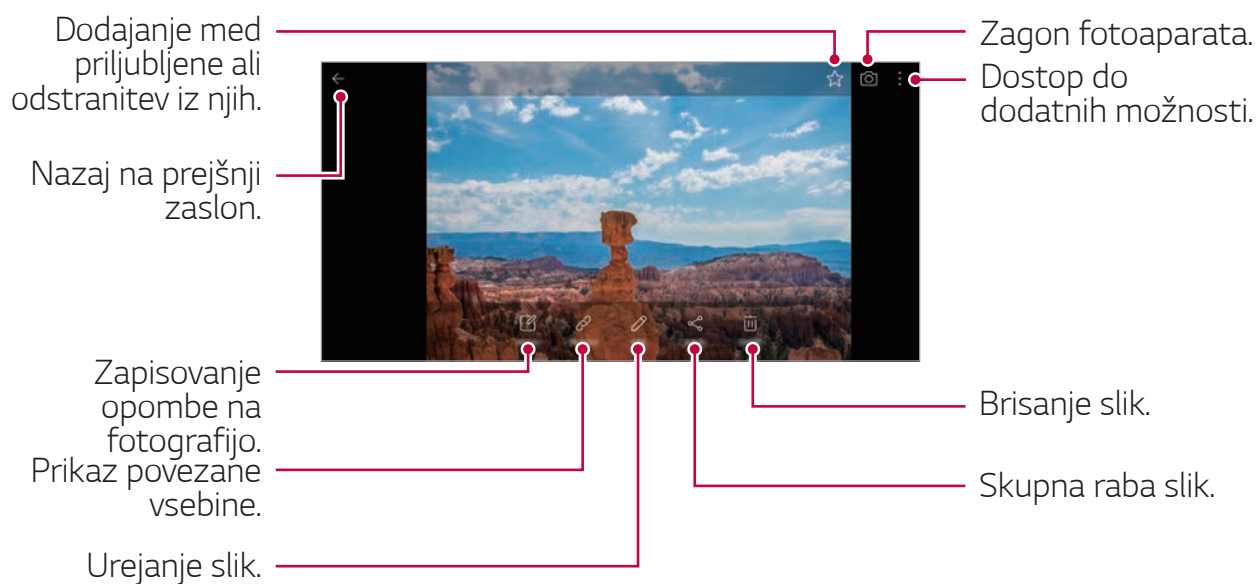 Dodajanje med
priljubljene ali
odstranitev iz njih.
Nazaj na prejšnji
zaslon.
Zapisovanje
opombe na
fotografijo.
Prikaz povezane
vsebine.
Urejanje slik.
Zagon fotoaparata.
Dostop do
dodatnih možnosti.
Brisanje slik.
Skupna raba slik.